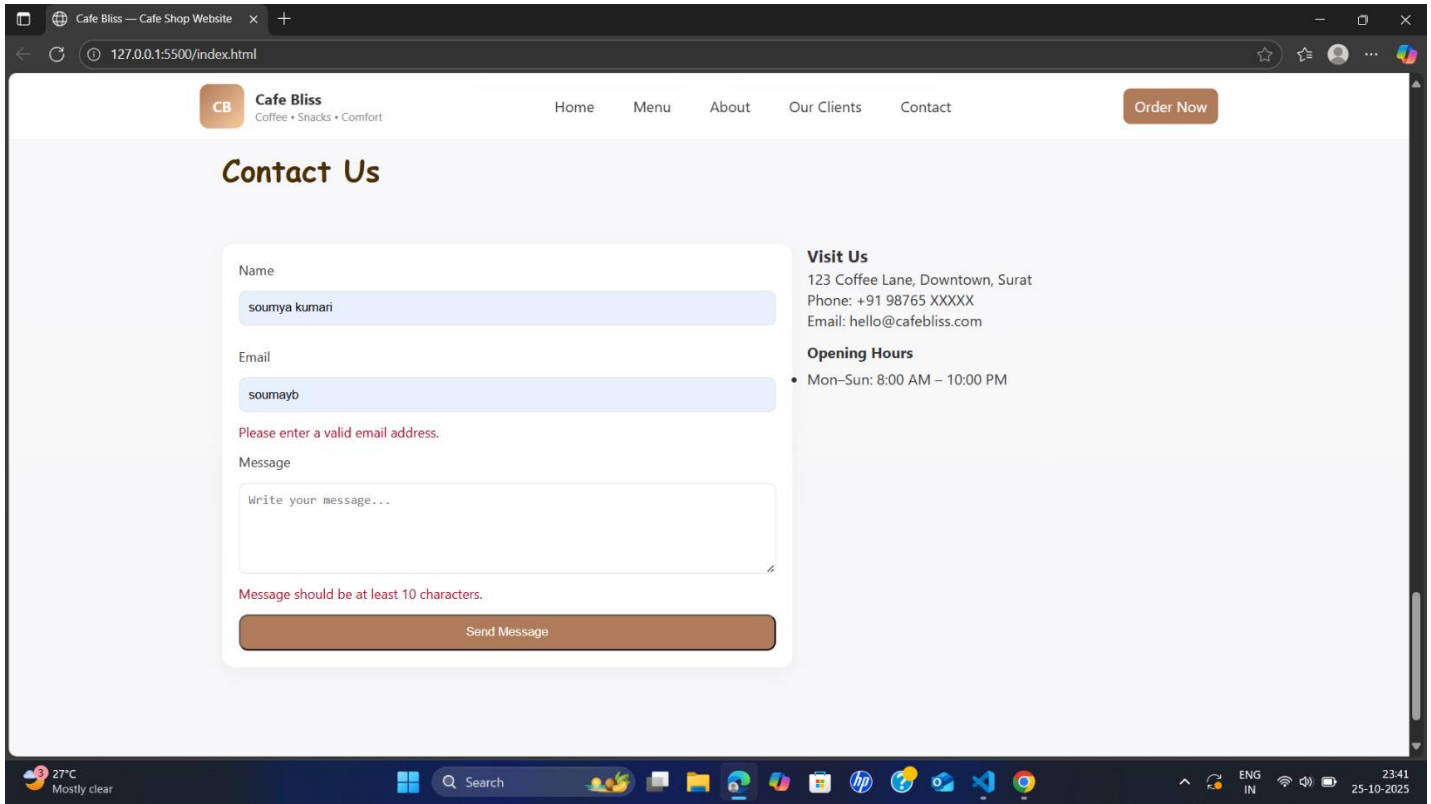 Cafe Bliss — Cafe Shop Website
127.0.0.1:5500/index.html
CB
Cafe Bliss
Coffee • Snacks • Comfort
Home Menu About Our Clients Contact
Order Now
Contact Us
Name
soumya kumari
Email
soumayb
Please enter a valid email address.
Message
Write your message...
Message should be at least 10 characters.
Send Message
Visit Us
123 Coffee Lane, Downtown, Surat
Phone: +91 98765 XXXXX
Email: hello@cafebliss.com
Opening Hours
• Mon–Sun: 8:00 AM – 10:00 PM
3
27°C
Mostly clear
Search
hp
ENG
IN
23:41
25-10-2025